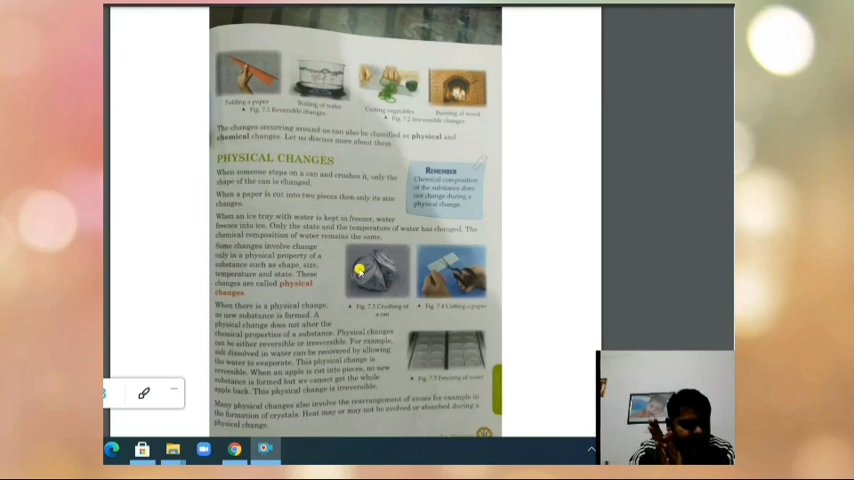 Folding a paper
Boiling of water
▲ Fig. 7.1 Reversible changes
Cutting vegetables
Burning of wood
▲ Fig. 7.2 Irreversible changes
The changes occurring around us can also be classified as physical and
chemical changes. Let us discuss more about them
PHYSICAL CHANGES
When someone steps on a can and crushes it, only the
shape of the can is changed.
When a paper is cut into two pieces then only its size
changes.
REMEMBER
Chemical composition
of the substance does
not change during a
physical change.
When an ice tray with water is kept in freezer, water
freezes into ice. Only the state and the temperature of water has changed. The
chemical composition of water remains the same.
Some changes involve change
only in a physical property of a
substance such as shape, size,
temperature and state. These
changes are called physical
changes.
▲ Fig. 7.3 Crushing of
a can
▲ Fig. 7.4 Cutting a paper
When there is a physical change,
no new substance is formed. A
physical change does not alter the
chemical properties of a substance. Physical changes
can be either reversible or irreversible. For example,
salt dissolved in water can be recovered by allowing
the water to evaporate. This physical change is
reversible. When an apple is cut into pieces, no new
substance is formed but we cannot get the whole
apple back. This physical change is irreversible.
▲ Fig. 7.5 Freezing of water
Many physical changes also involve the rearrangement of atoms for example in
the formation of crystals. Heat may or may not be evolved or absorbed during a
physical change.